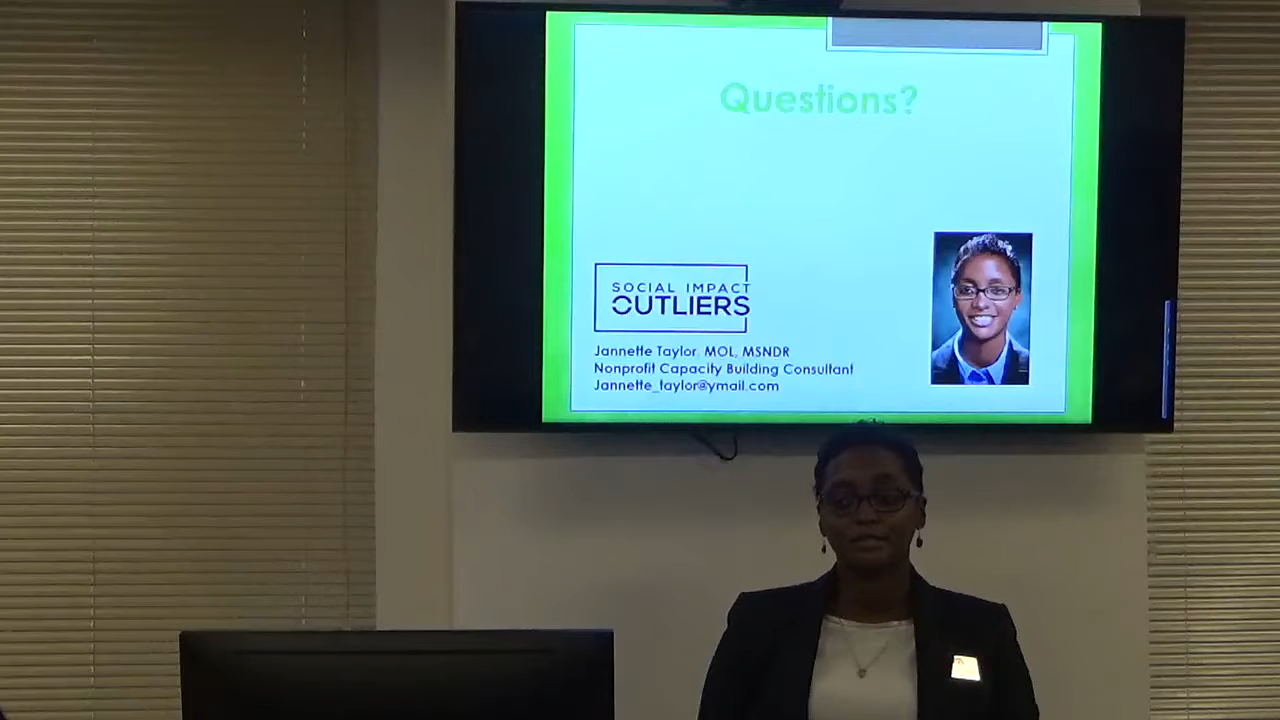 Questions?
SOCIAL IMPACT
OUTLIERS
Jannette Taylor, MOL, MSNDR
Nonprofit Capacity Building Consultant
Jannette_taylor@ymail.com